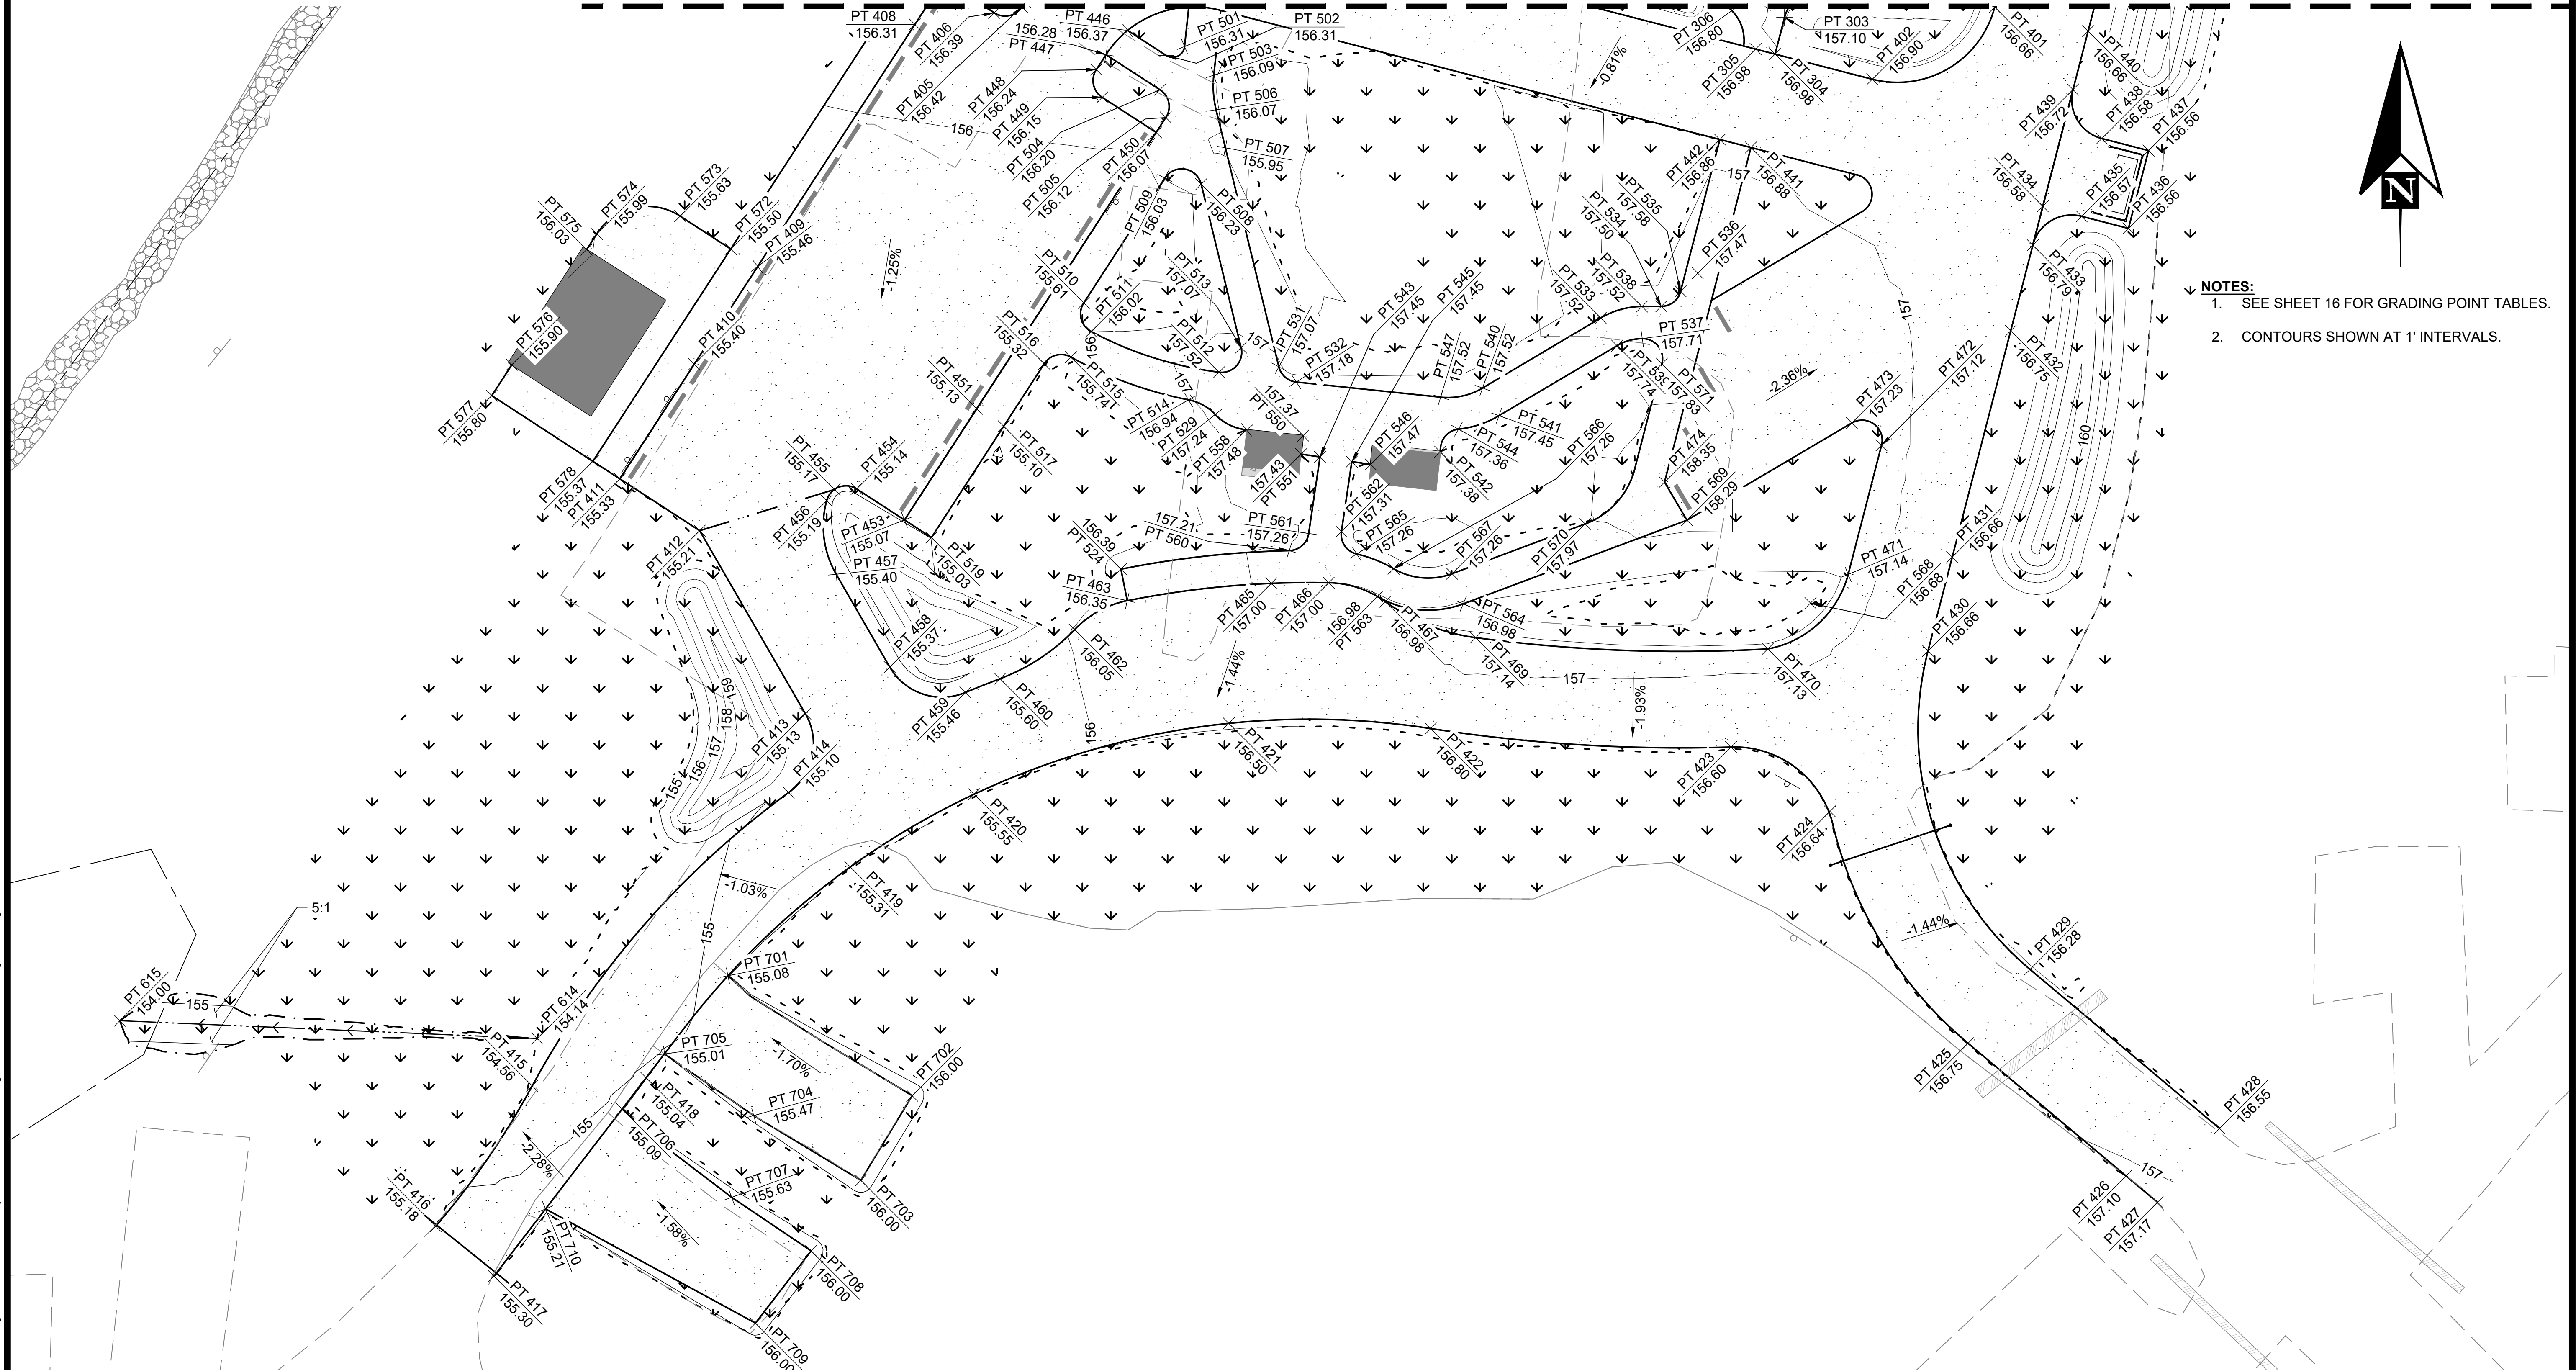 PT 408
156.31
PT 406
156.39
PT 405
156.42
156.28
PT 447
PT 446
156.37
PT 501
156.31
PT 502
156.31
PT 503
156.09
PT 448
156.24
PT 449
156.15
PT 504
156.20
PT 505
156.12
PT 450
156.07
PT 506
156.07
PT 507
155.95
-0.81%
PT 306
156.80
PT 305
156.98
PT 303
157.10
PT 304
156.98
PT 402
156.90
PT 401
156.66
PT 440
156.66
PT 438
156.58
PT 437
156.56
PT 439
156.72
PT 434
156.58
PT 435
156.57
PT 436
156.56
PT 433
156.79
PT 432
156.75
160
N
NOTES:
1. SEE SHEET 16 FOR GRADING POINT TABLES.
2. CONTOURS SHOWN AT 1' INTERVALS.
156
PT 575
156.03
PT 574
155.99
PT 573
155.63
PT 572
155.50
PT 409
155.46
PT 410
155.40
PT 576
155.90
PT 577
155.80
PT 578
155.37
PT 411
155.33
-1.25%
PT 509
156.03
PT 508
156.23
PT 510
155.61
PT 511
156.02
PT 513
157.07
PT 512
157.52
157
156
PT 516
155.32
PT 515
155.74
157
PT 514
156.94
PT 529
157.24
PT 558
157.48
157.37
PT 550
157.43
PT 551
PT 531
157.07
PT 532
157.18
PT 543
157.45
PT 545
157.45
PT 547
157.52
PT 540
157.52
PT 533
157.52
PT 538
157.52
PT 534
157.50
PT 535
157.58
PT 442
156.86
157
PT 441
156.88
PT 536
157.47
PT 537
157.71
157.74
PT 571
157.83
-2.36%
157
PT 472
157.12
PT 473
157.23
PT 451
155.13
PT 517
155.10
PT 454
155.14
PT 455
155.17
PT 456
155.19
PT 453
155.07
PT 457
155.40
PT 519
155.03
PT 458
155.37
PT 459
155.46
PT 460
155.60
PT 462
156.05
PT 463
156.35
156.39
PT 524
157.21
PT 560
PT 561
157.26
PT 546
157.47
PT 562
157.31
PT 565
157.26
PT 544
157.36
PT 542
157.38
PT 541
157.45
PT 566
157.26
PT 567
157.26
PT 570
157.97
PT 474
158.35
PT 569
158.29
PT 465
157.00
PT 466
157.00
156.98
PT 563
PT 467
156.98
PT 564
156.98
PT 469
157.14
PT 470
157.13
PT 471
157.14
PT 568
156.68
PT 431
156.66
PT 430
156.66
157
-1.44%
-1.93%
156
PT 412
155.21
159
158
157
156
155
PT 413
155.13
PT 414
155.10
PT 421
156.50
PT 422
156.80
PT 423
156.60
PT 424
156.64
PT 420
155.55
PT 419
155.31
-1.03%
155
-1.44%
PT 429
156.28
5:1
PT 615
154.00
155
PT 614
154.14
PT 415
154.56
PT 701
155.08
PT 705
155.01
-1.70%
PT 702
156.00
PT 704
155.47
PT 418
155.04
PT 706
155.09
155
-2.28%
PT 707
155.63
PT 703
156.00
-1.58%
PT 416
155.18
PT 417
155.30
PT 710
155.21
PT 708
156.00
PT 709
156.00
PT 425
156.75
PT 428
156.55
157
PT 426
157.10
PT 427
157.17